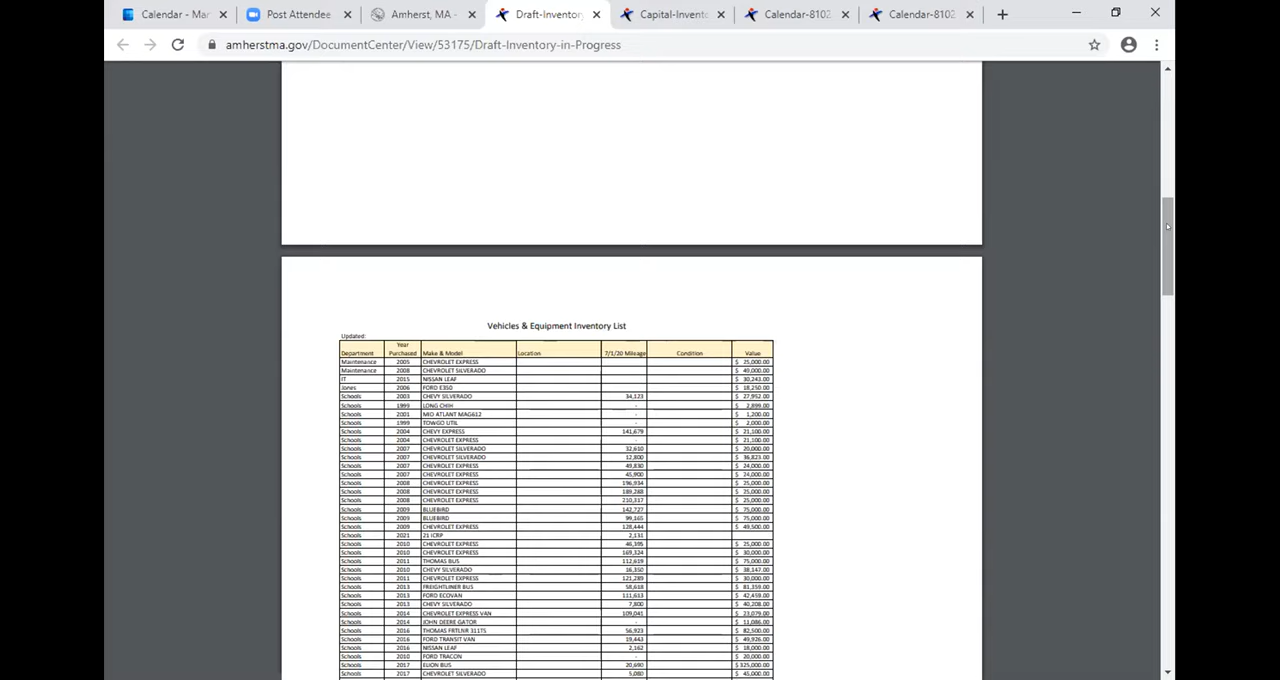 Calendar - Mar
Post Attendee
Amherst, MA -
Draft-Inventory
Capital-Invento
Calendar-8102
Calendar-8102
amherstma.gov/DocumentCenter/View/53175/Draft-Inventory-in-Progress
Vehicles & Equipment Inventory List
Updated:
Department Year Purchased Make & Model Location 7/1/20 Mileage Condition Value
Maintenance 2005 CHEVROLET EXPRESS $ 25,000.00
Maintenance 2008 CHEVROLET SILVERADO $ 49,000.00
IT 2015 NISSAN LEAF $ 30,243.00
Jones 2006 FORD E350 $ 18,250.00
Schools 2003 CHEVY SILVERADO 34,123 $ 27,952.00
Schools 1993 LONG CHIH - $ 2,899.00
Schools 2001 MID ATLANT MAG612 - $ 1,200.00
Schools 1999 TOWGO UTIL - $ 2,000.00
Schools 2004 CHEVY EXPRESS 141,679 $ 21,100.00
Schools 2004 CHEVROLET EXPRESS - $ 21,100.00
Schools 2007 CHEVROLET SILVERADO 32,610 $ 20,000.00
Schools 2007 CHEVROLET SILVERADO 12,800 $ 36,823.00
Schools 2007 CHEVROLET EXPRESS 49,830 $ 24,000.00
Schools 2007 CHEVROLET EXPRESS 45,900 $ 24,000.00
Schools 2008 CHEVROLET EXPRESS 196,934 $ 25,000.00
Schools 2008 CHEVROLET EXPRESS 189,288 $ 25,000.00
Schools 2008 CHEVROLET EXPRESS 210,317 $ 25,000.00
Schools 2009 BLUEBIRD 142,727 $ 75,000.00
Schools 2009 BLUEBIRD 99,165 $ 75,000.00
Schools 2009 CHEVROLET EXPRESS 128,444 $ 49,500.00
Schools 2021 21 ICRP 2,131
Schools 2010 CHEVROLET EXPRESS 46,395 $ 25,000.00
Schools 2010 CHEVROLET EXPRESS 169,324 $ 30,000.00
Schools 2011 THOMAS BUS 112,619 $ 75,000.00
Schools 2010 CHEVY SILVERADO 16,350 $ 38,147.00
Schools 2011 CHEVROLET EXPRESS 121,289 $ 30,000.00
Schools 2013 FREIGHTLINER BUS 58,618 $ 81,359.00
Schools 2013 FORD ECOVAN 111,613 $ 42,459.00
Schools 2013 CHEVY SILVERADO 7,800 $ 40,208.00
Schools 2014 CHEVROLET EXPRESS VAN 109,041 $ 23,079.00
Schools 2014 JOHN DEERE GATOR - $ 11,086.00
Schools 2016 THOMAS FRTLNR 311TS 56,923 $ 82,500.00
Schools 2016 FORD TRANSIT VAN 19,443 $ 49,926.00
Schools 2016 NISSAN LEAF 2,162 $ 18,000.00
Schools 2010 FORD TRACON - $ 20,000.00
Schools 2017 ELION BUS 20,690 $ 325,000.00
Schools 2017 CHEVROLET SILVERADO 5,080 $ 45,000.00